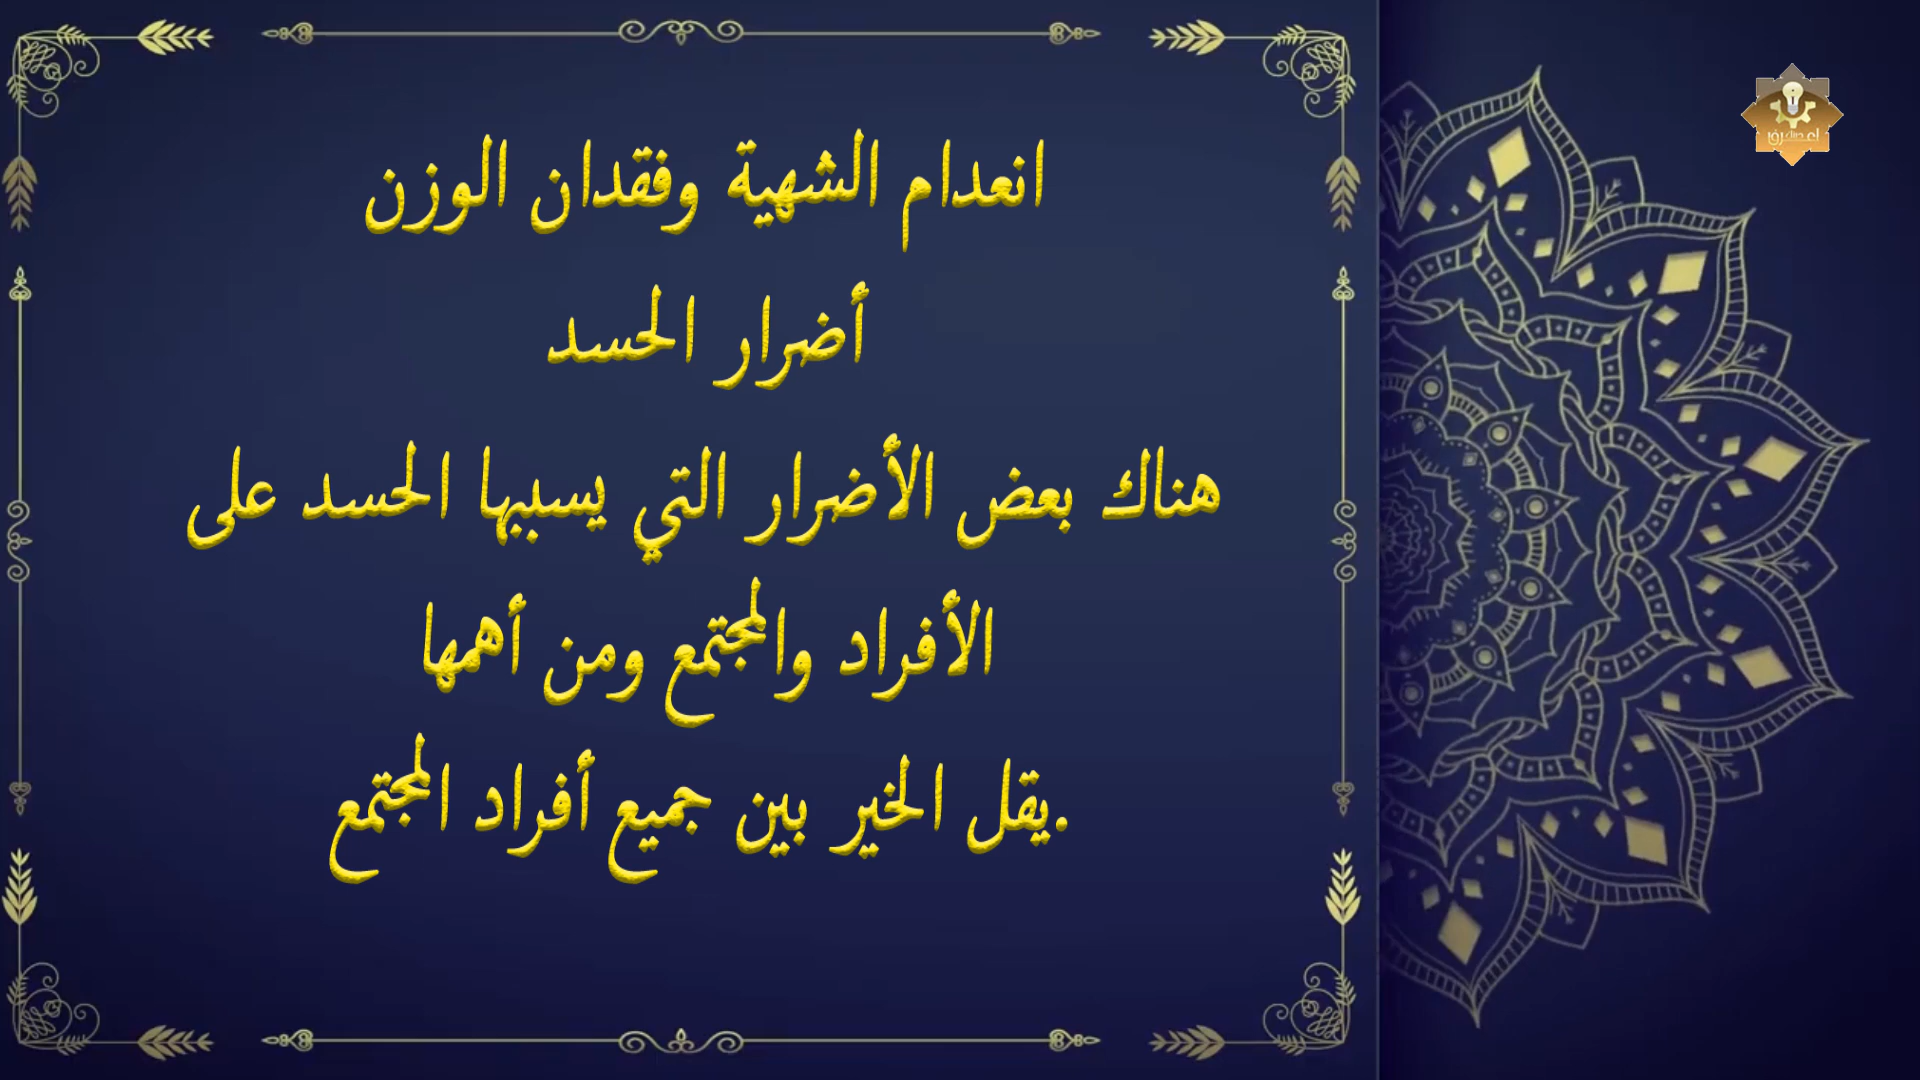 انعدام الشهية وفقدان الوزن
أضرار الحسد
هناك بعض الأضرار التي يسببها الحسد على
الأفراد والمجتمع ومن أهمها
.يقل الخير بين جميع أفراد المجتمع